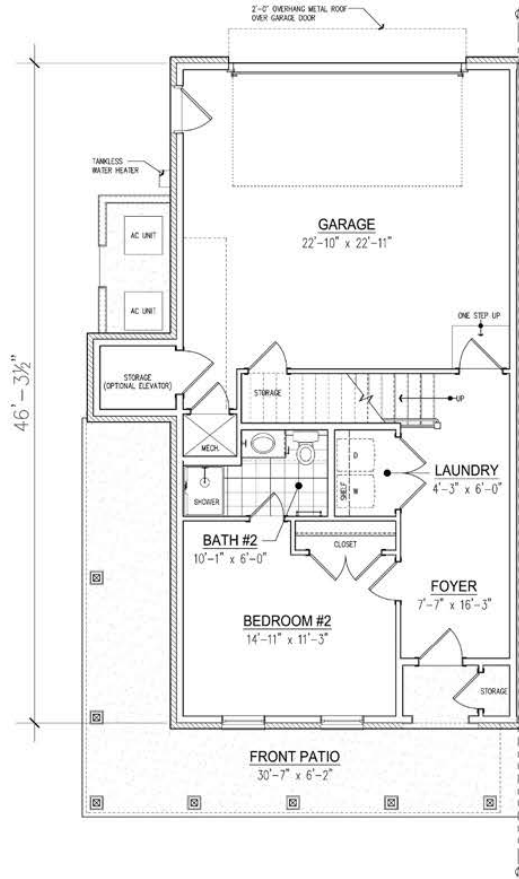 2'-0" OVERHANG METAL ROOF
OVER GARAGE DOOR
TANKLESS
WATER HEATER
AC UNIT
GARAGE
22'-10" x 22'-11"
AC UNIT
ONE STEP UP
46'-3½"
STORAGE
(OPTIONAL ELEVATOR)
STORAGE
UP
MECH.
D
LAUNDRY
4'-3" x 6'-0"
SHELF
W
SHOWER
BATH #2
10'-1" x 6'-0"
CLOSET
FOYER
7'-7" x 16'-3"
BEDROOM #2
14'-11" x 11'-3"
STORAGE
FRONT PATIO
30'-7" x 6'-2"